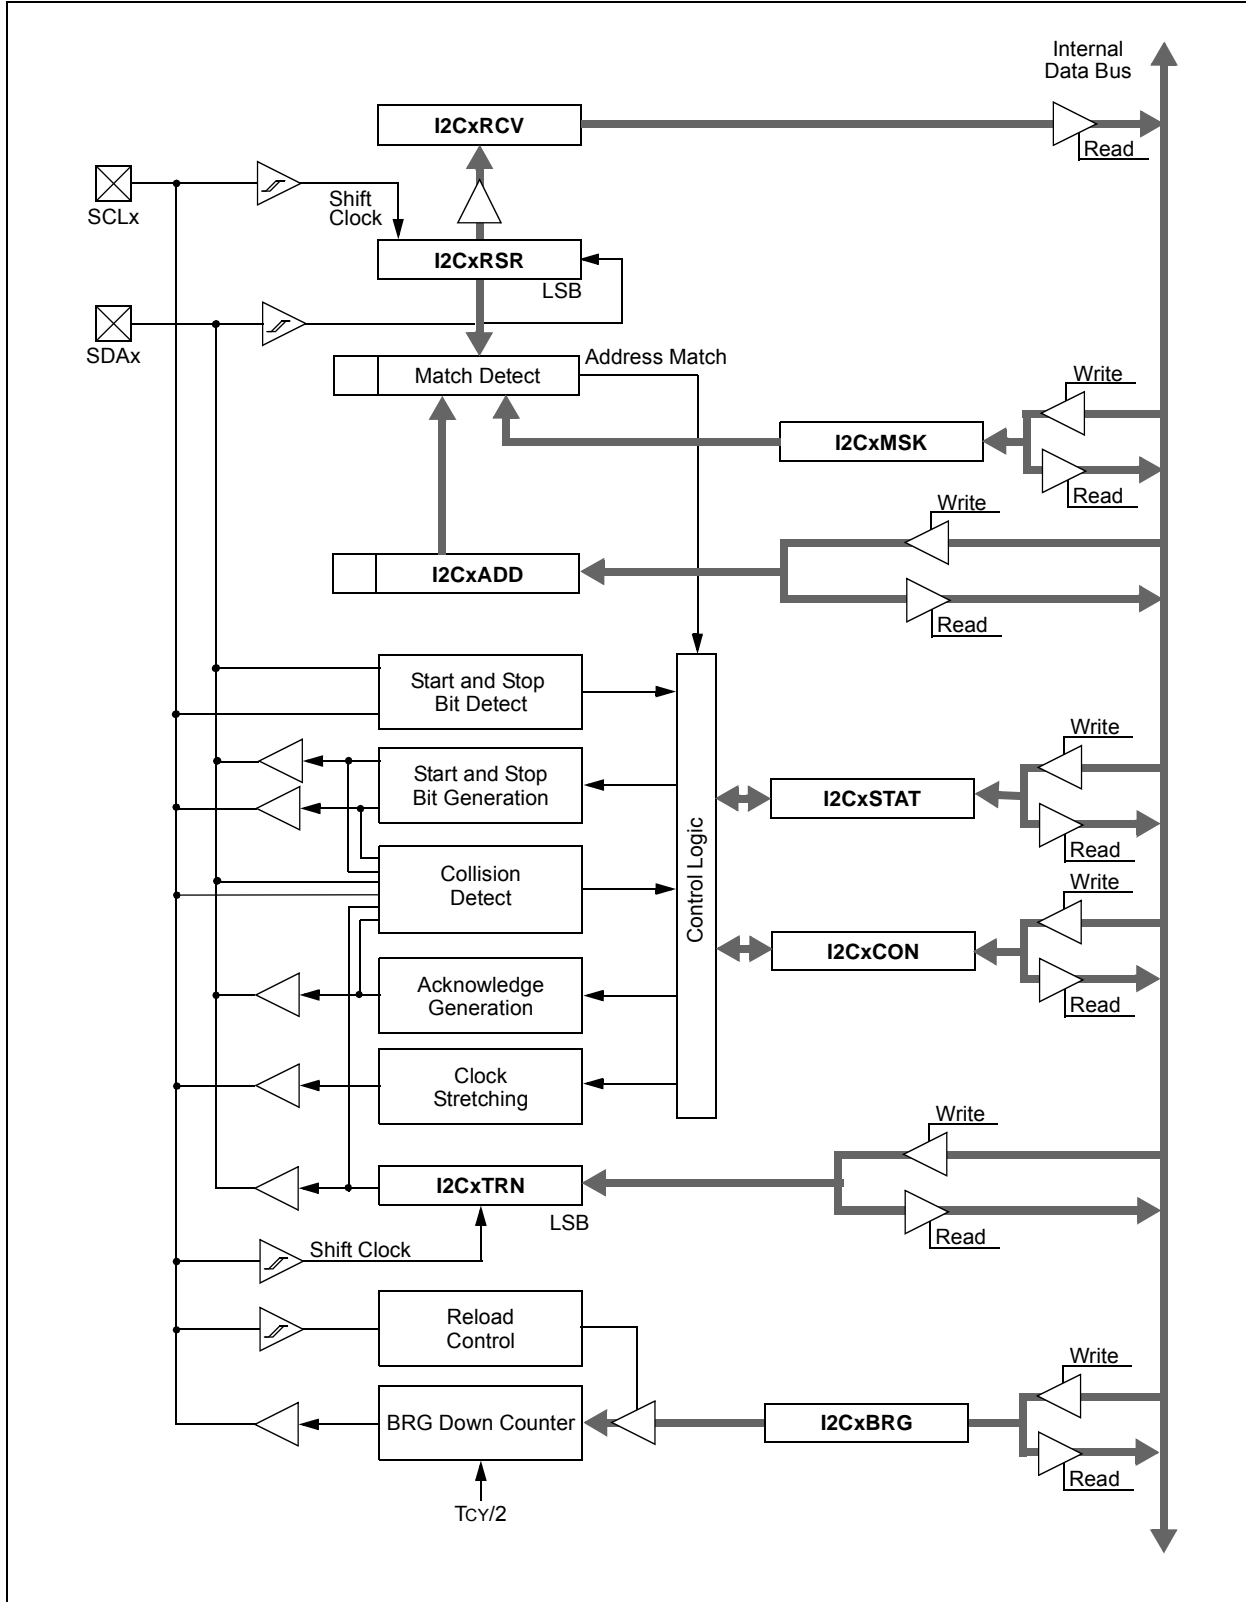 Internal
Data Bus
I2CxRCV
Read
SCLx
Shift
Clock
I2CxRSR
LSB
SDAx
Address Match
Match Detect
Write
I2CxMSK
Read
Write
I2CxADD
Read
Start and Stop
Bit Detect
Write
Start and Stop
Bit Generation
I2CxSTAT
Read
Control Logic
Collision
Detect
Write
I2CxCON
Read
Acknowledge
Generation
Clock
Stretching
Write
I2CxTRN
LSB
Read
Shift Clock
Reload
Control
Write
BRG Down Counter
I2CxBRG
Read
TCY/2